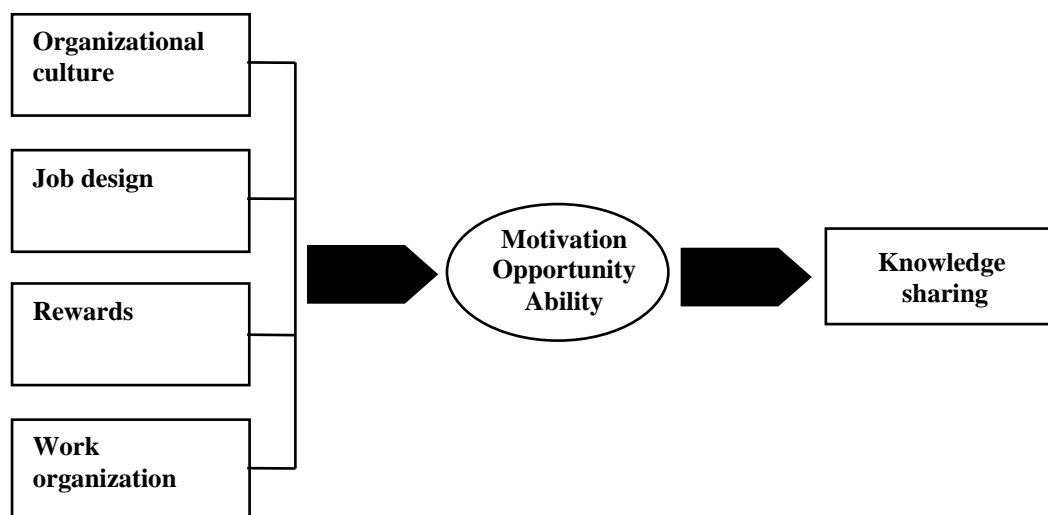 Organizational
culture
Job design
Rewards
Work
organization
Motivation
Opportunity
Ability
Knowledge
sharing